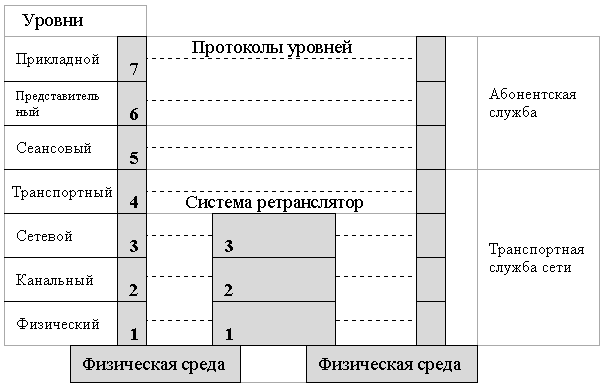 Уровни
Протоколы уровней
Прикладной 7
Представитель
ный 6
Абонентская
служба
Сеансовый 5
Транспортный 4
Система ретранслятор
Сетевой 3 3
Транспортная
служба сети
Канальный 2 2
Физический 1 1
Физическая среда Физическая среда